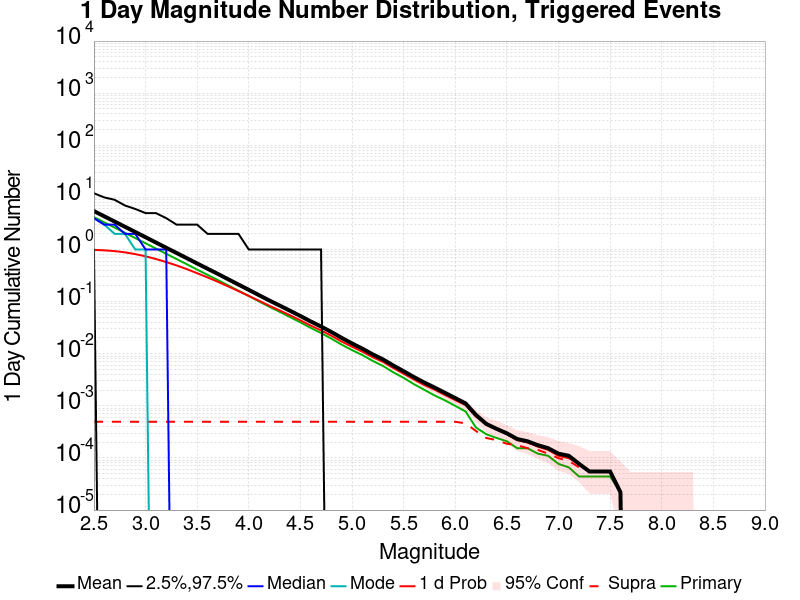 1 Day Magnitude Number Distribution, Triggered Events
10^4
10^3
10^2
10^1
10^0
10^-1
10^-2
10^-3
10^-4
10^-5
1 Day Cumulative Number
2.5 3.0 3.5 4.0 4.5 5.0 5.5 6.0 6.5 7.0 7.5 8.0 8.5 9.0
Magnitude
Mean 2.5%,97.5% Median Mode 1 d Prob 95% Conf Supra Primary